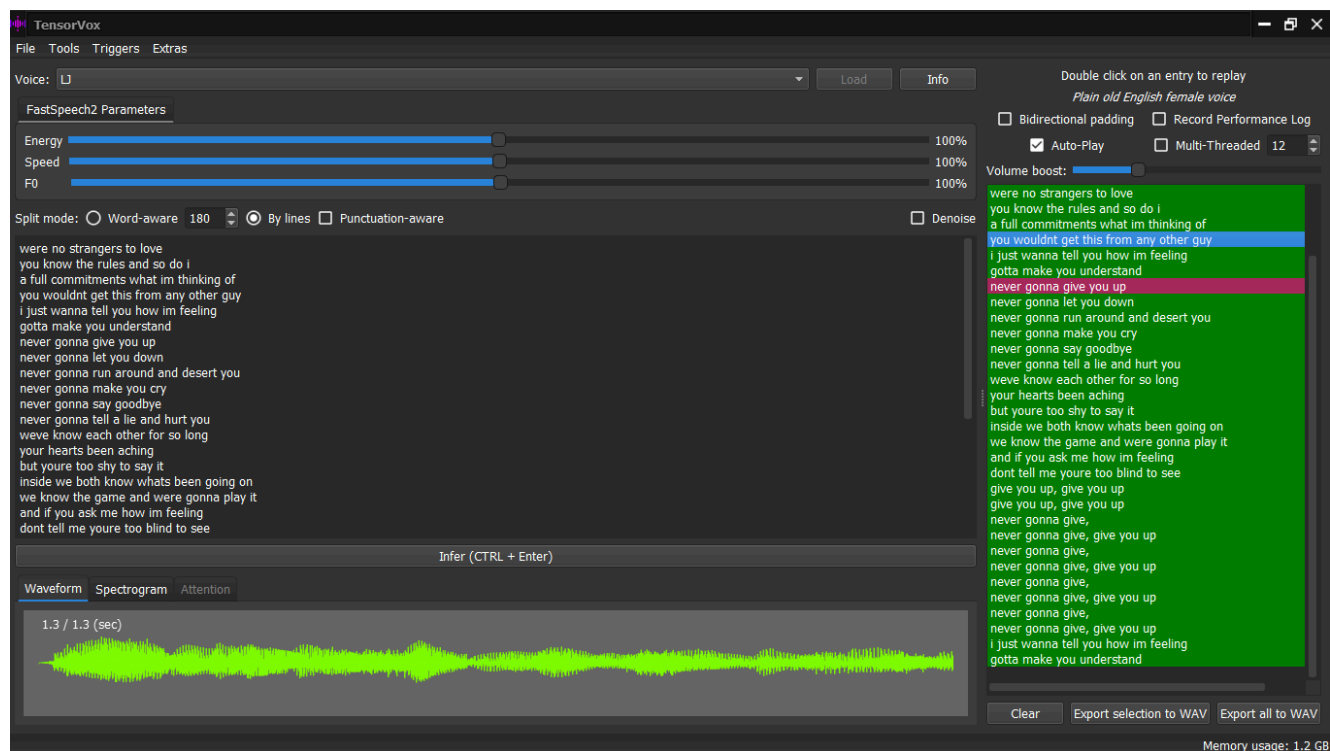 TensorVox
File Tools Triggers Extras
Voice: LJ Load Info
FastSpeech2 Parameters
Energy 100%
Speed 100%
F0 100%
Split mode: Word-aware 180 By lines Punctuation-aware Denoise
were no strangers to love
you know the rules and so do i
a full commitments what im thinking of
you wouldnt get this from any other guy
i just wanna tell you how im feeling
gotta make you understand
never gonna give you up
never gonna let you down
never gonna run around and desert you
never gonna make you cry
never gonna say goodbye
never gonna tell a lie and hurt you
weve know each other for so long
your hearts been aching
but youre too shy to say it
inside we both know whats been going on
we know the game and were gonna play it
and if you ask me how im feeling
dont tell me youre too blind to see
Infer (CTRL + Enter)
Waveform Spectrogram Attention
1.3 / 1.3 (sec)
Double click on an entry to replay
Plain old English female voice
Bidirectional padding Record Performance Log
Auto-Play Multi-Threaded 12
Volume boost:
were no strangers to love
you know the rules and so do i
a full commitments what im thinking of
you wouldnt get this from any other guy
i just wanna tell you how im feeling
gotta make you understand
never gonna give you up
never gonna let you down
never gonna run around and desert you
never gonna make you cry
never gonna say goodbye
never gonna tell a lie and hurt you
weve know each other for so long
your hearts been aching
but youre too shy to say it
inside we both know whats been going on
we know the game and were gonna play it
and if you ask me how im feeling
dont tell me youre too blind to see
give you up, give you up
give you up, give you up
never gonna give,
never gonna give, give you up
never gonna give,
never gonna give, give you up
never gonna give,
never gonna give, give you up
never gonna give,
never gonna give, give you up
i just wanna tell you how im feeling
gotta make you understand
Clear Export selection to WAV Export all to WAV
Memory usage: 1.2 GB